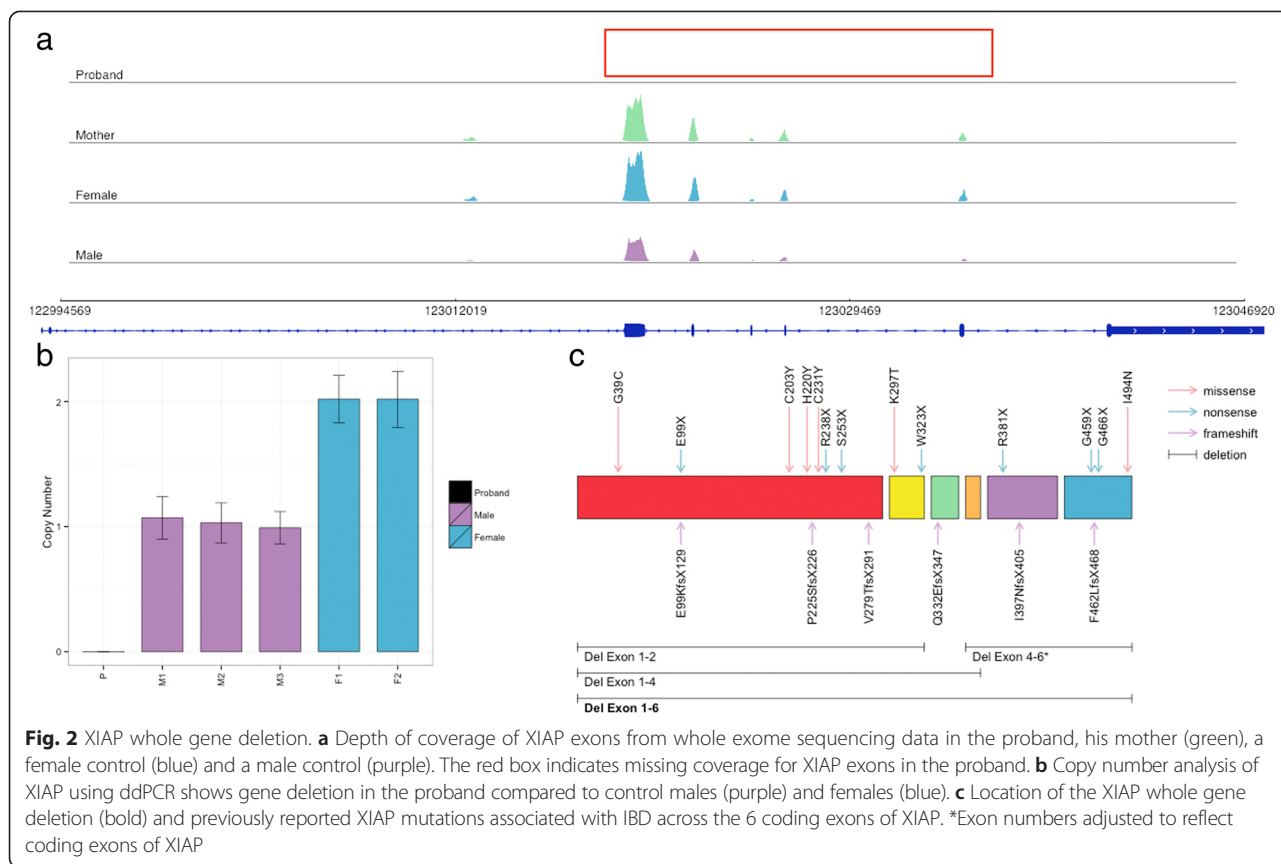 a
Proband
Mother
Female
Male
122994569 123012019 123029469 123046920
b
Copy Number
2
1
0
P M1 M2 M3 F1 F2
Proband
Male
Female
c
G39C E99X C203Y H220Y C231Y R238X S253X K297T W323X R381X G459X G466X I494N
missense
nonsense
frameshift
deletion
E99KfsX129 P225SfsX226 V279TfsX291 Q332EfsX347 I397NfsX405 F462LfsX468
Del Exon 1-2 Del Exon 4-6*
Del Exon 1-4
Del Exon 1-6
Fig. 2 XIAP whole gene deletion. a Depth of coverage of XIAP exons from whole exome sequencing data in the proband, his mother (green), a
female control (blue) and a male control (purple). The red box indicates missing coverage for XIAP exons in the proband. b Copy number analysis of
XIAP using ddPCR shows gene deletion in the proband compared to control males (purple) and females (blue). c Location of the XIAP whole gene
deletion (bold) and previously reported XIAP mutations associated with IBD across the 6 coding exons of XIAP. *Exon numbers adjusted to reflect
coding exons of XIAP